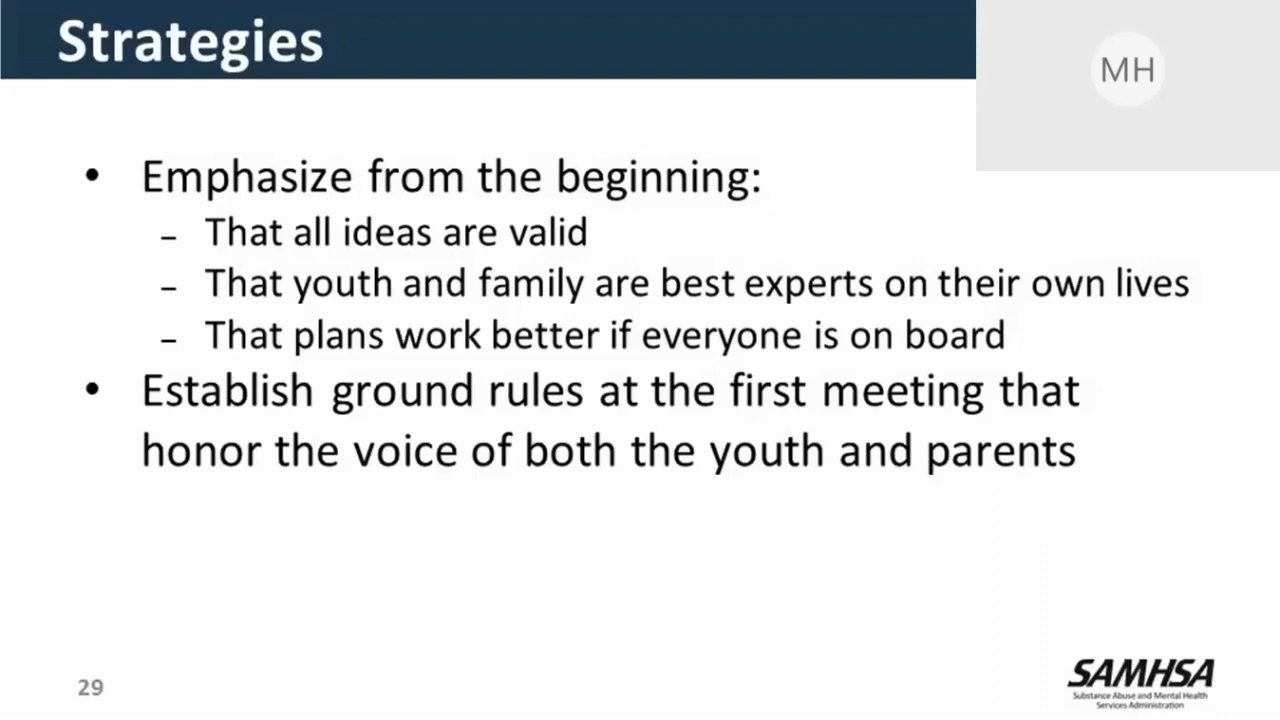 Strategies
MH
• Emphasize from the beginning:
– That all ideas are valid
– That youth and family are best experts on their own lives
– That plans work better if everyone is on board
• Establish ground rules at the first meeting that
honor the voice of both the youth and parents
29
SAMHSA
Substance Abuse and Mental Health
Services Administration